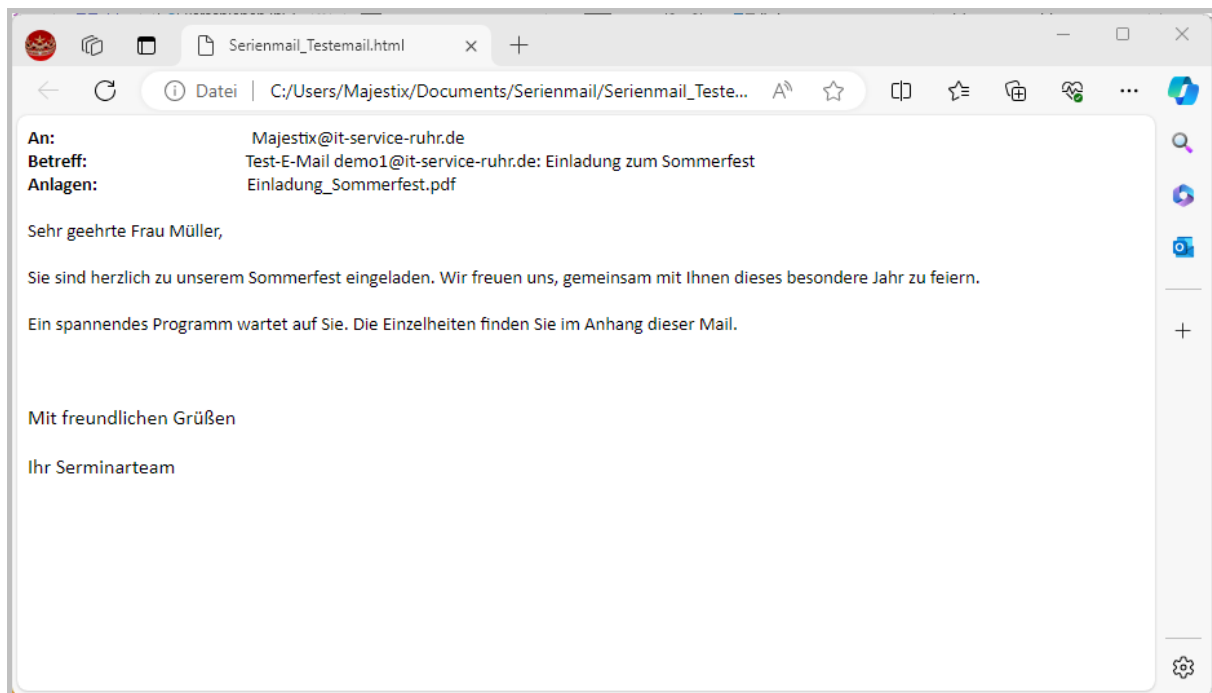 Serienmail_Testemail.html
Datei C:/Users/Majestix/Documents/Serienmail/Serienmail_Teste...
An: Majestix@it-service-ruhr.de
Betreff: Test-E-Mail demo1@it-service-ruhr.de: Einladung zum Sommerfest
Anlagen: Einladung_Sommerfest.pdf
Sehr geehrte Frau Müller,
Sie sind herzlich zu unserem Sommerfest eingeladen. Wir freuen uns, gemeinsam mit Ihnen dieses besondere Jahr zu feiern.
Ein spannendes Programm wartet auf Sie. Die Einzelheiten finden Sie im Anhang dieser Mail.
Mit freundlichen Grüßen
Ihr Serminarteam